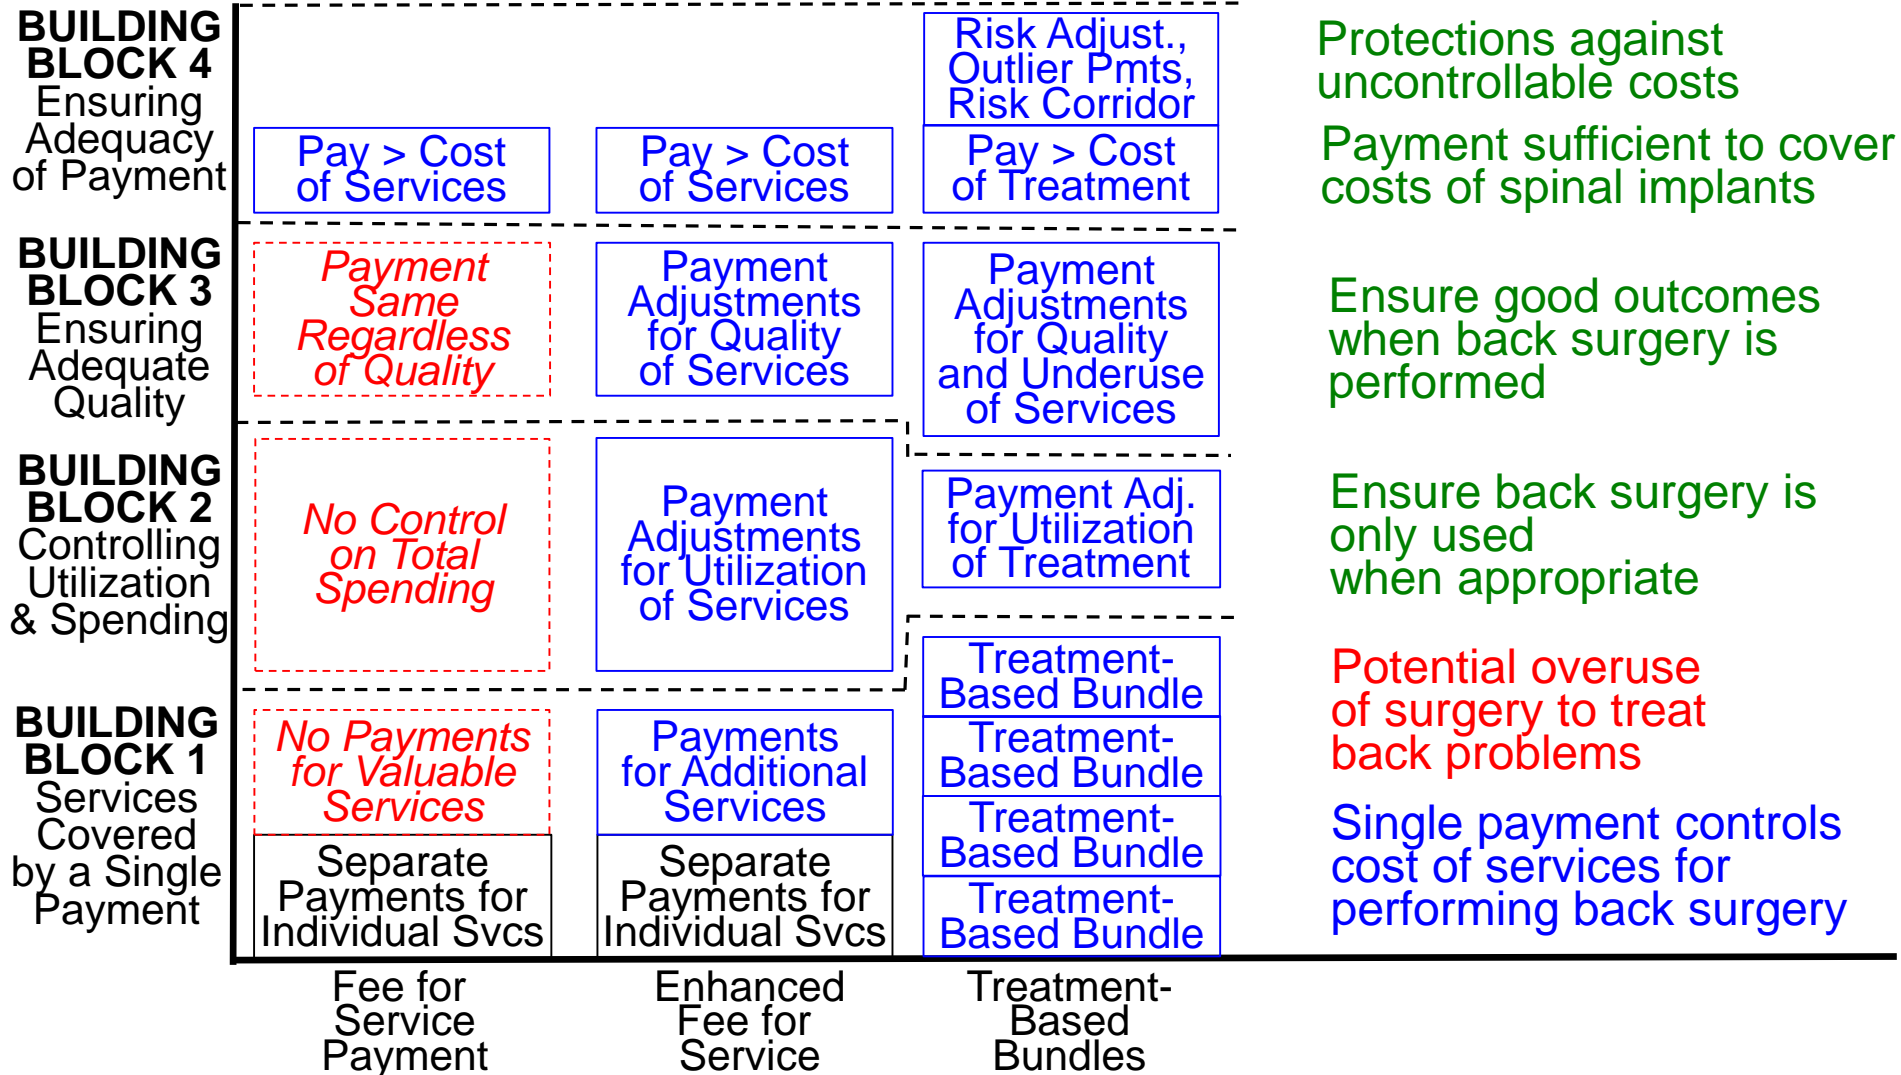 BUILDING
BLOCK 4
Ensuring
Adequacy
of Payment
Pay > Cost
of Services
Pay > Cost
of Services
Risk Adjust.,
Outlier Pmts,
Risk Corridor
Pay > Cost
of Treatment
Protections against
uncontrollable costs
Payment sufficient to cover
costs of spinal implants
BUILDING
BLOCK 3
Ensuring
Adequate
Quality
Payment
Same
Regardless
of Quality
Payment
Adjustments
for Quality
of Services
Payment
Adjustments
for Quality
and Underuse
of Services
Ensure good outcomes
when back surgery is
performed
BUILDING
BLOCK 2
Controlling
Utilization
& Spending
No Control
on Total
Spending
Payment
Adjustments
for Utilization
of Services
Payment Adj.
for Utilization
of Treatment
Ensure back surgery is
only used
when appropriate
BUILDING
BLOCK 1
Services
Covered
by a Single
Payment
No Payments
for Valuable
Services
Separate
Payments for
Individual Svcs
Payments
for Additional
Services
Separate
Payments for
Individual Svcs
Treatment-
Based Bundle
Treatment-
Based Bundle
Treatment-
Based Bundle
Treatment-
Based Bundle
Potential overuse
of surgery to treat
back problems
Single payment controls
cost of services for
performing back surgery
Fee for
Service
Payment
Enhanced
Fee for
Service
Treatment-
Based
Bundles